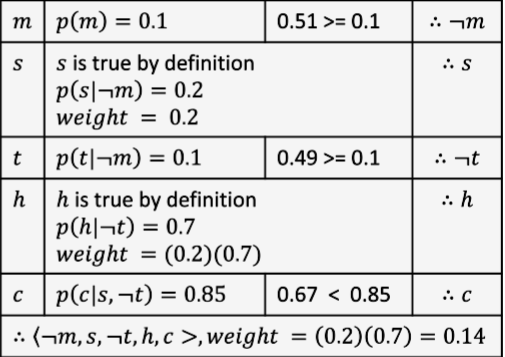 m p(m) = 0.1 0.51 >= 0.1 ∴ ¬m
s s is true by definition ∴ s
p(s|¬m) = 0.2
weight = 0.2
t p(t|¬m) = 0.1 0.49 >= 0.1 ∴ ¬t
h h is true by definition ∴ h
p(h|¬t) = 0.7
weight = (0.2)(0.7)
c p(c|s, ¬t) = 0.85 0.67 < 0.85 ∴ c
∴ ⟨¬m, s, ¬t, h, c >, weight = (0.2)(0.7) = 0.14